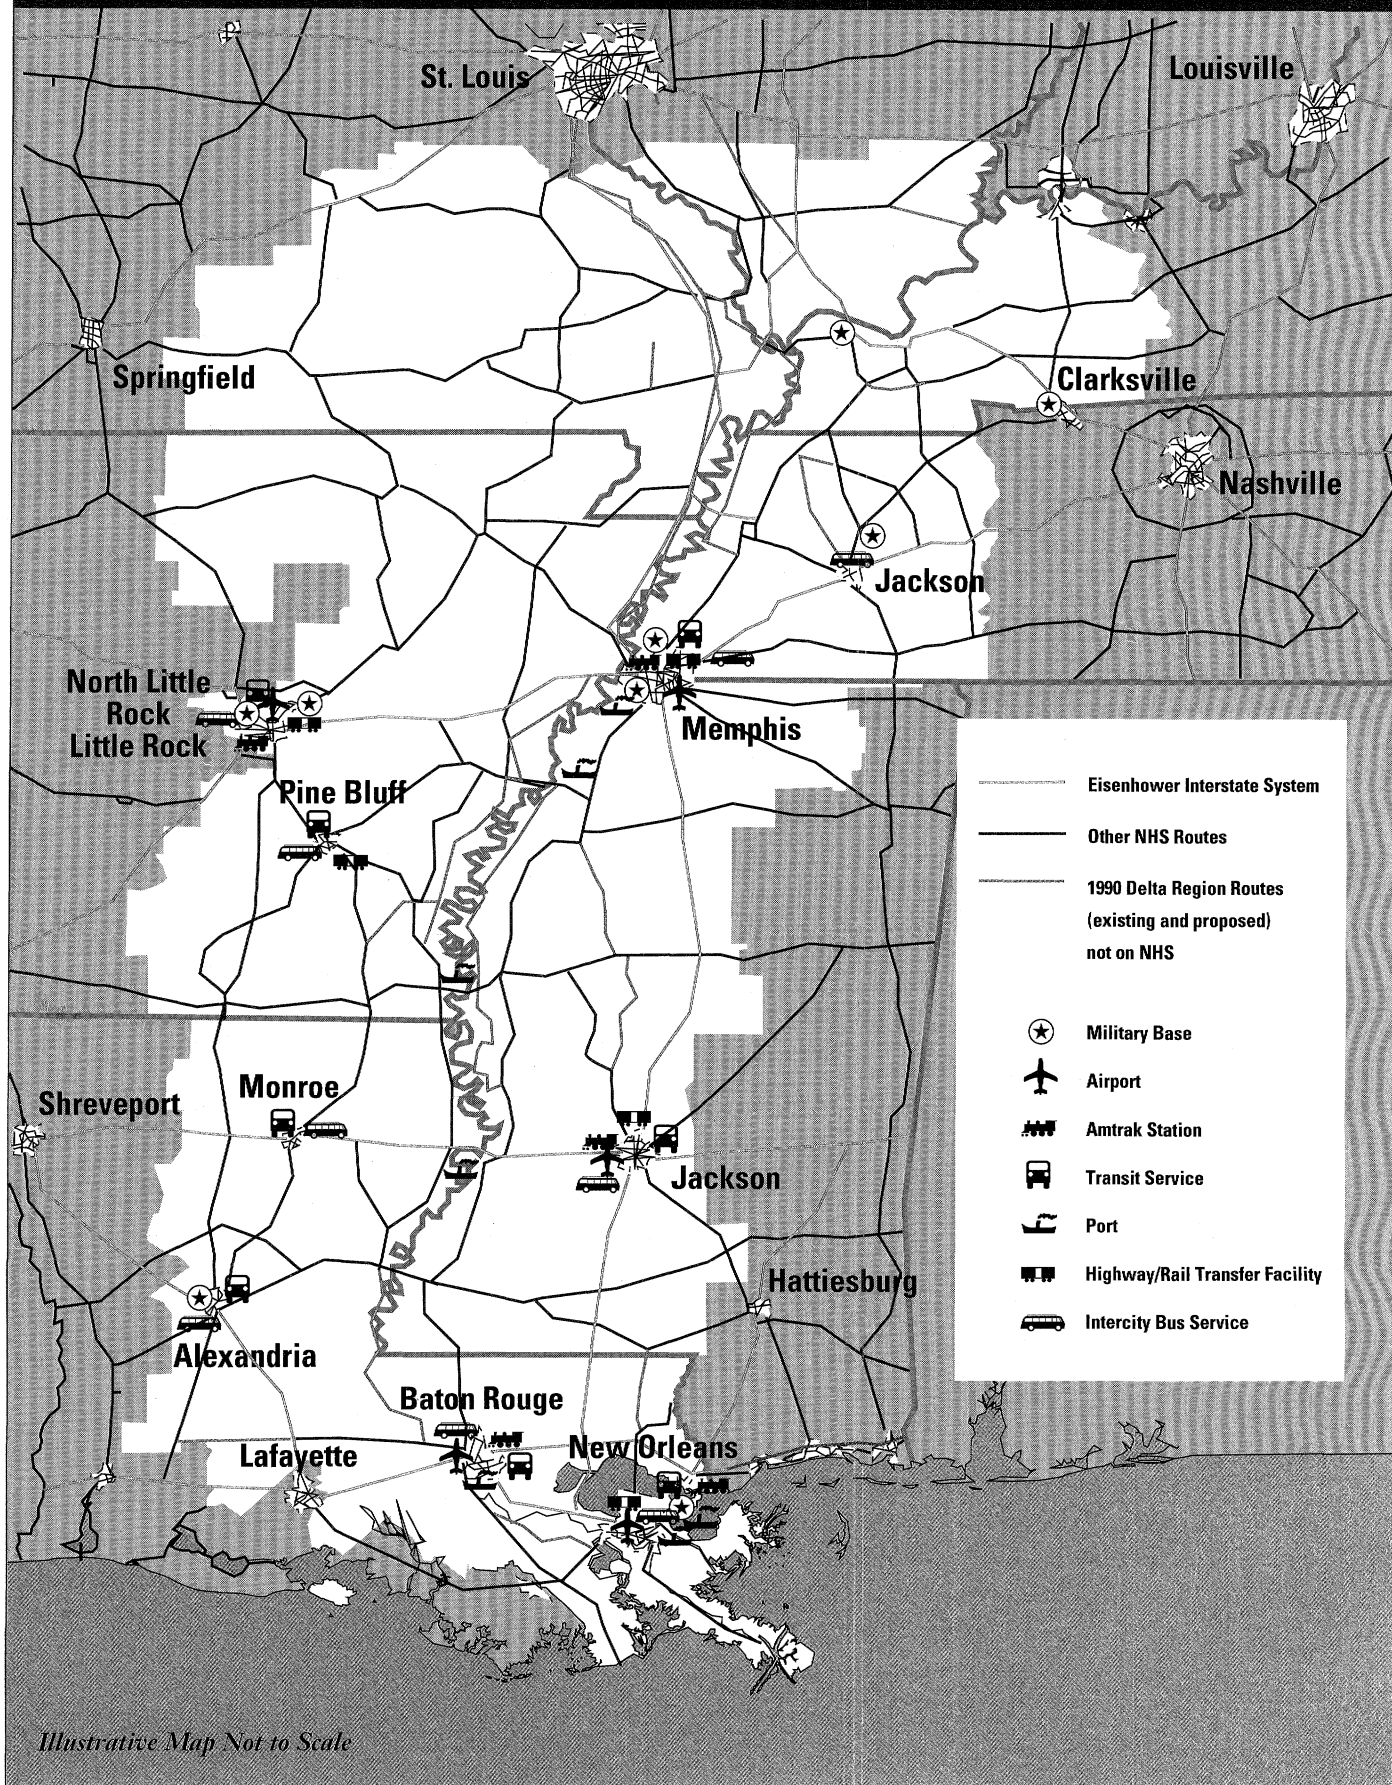 St. Louis
Louisville
Springfield
Clarksville
Nashville
Jackson
North Little
Rock
Little Rock
Memphis
Pine Bluff
Eisenhower Interstate System
Other NHS Routes
1990 Delta Region Routes
(existing and proposed)
not on NHS
Military Base
Airport
Amtrak Station
Transit Service
Port
Highway/Rail Transfer Facility
Intercity Bus Service
Monroe
Shreveport
Jackson
Hattiesburg
Alexandria
Baton Rouge
New Orleans
Lafayette
Illustrative Map Not to Scale